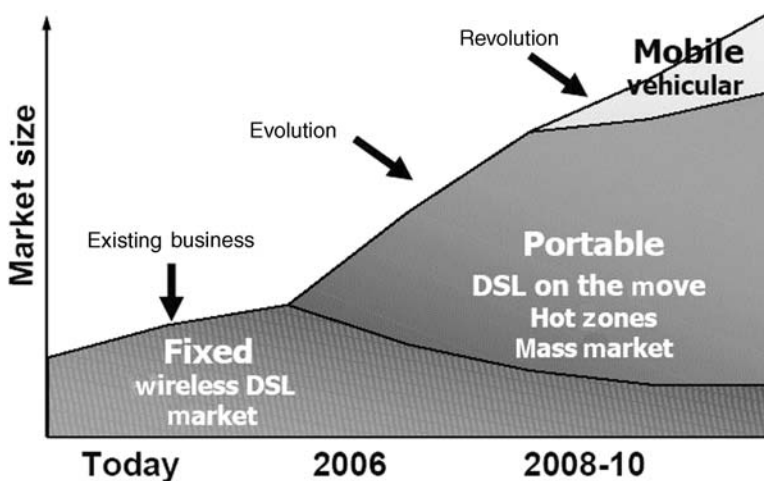 Revolution
Mobile
vehicular
Evolution
Market size
Existing business
Portable
DSL on the move
Hot zones
Mass market
Fixed
wireless DSL
market
Today 2006 2008-10